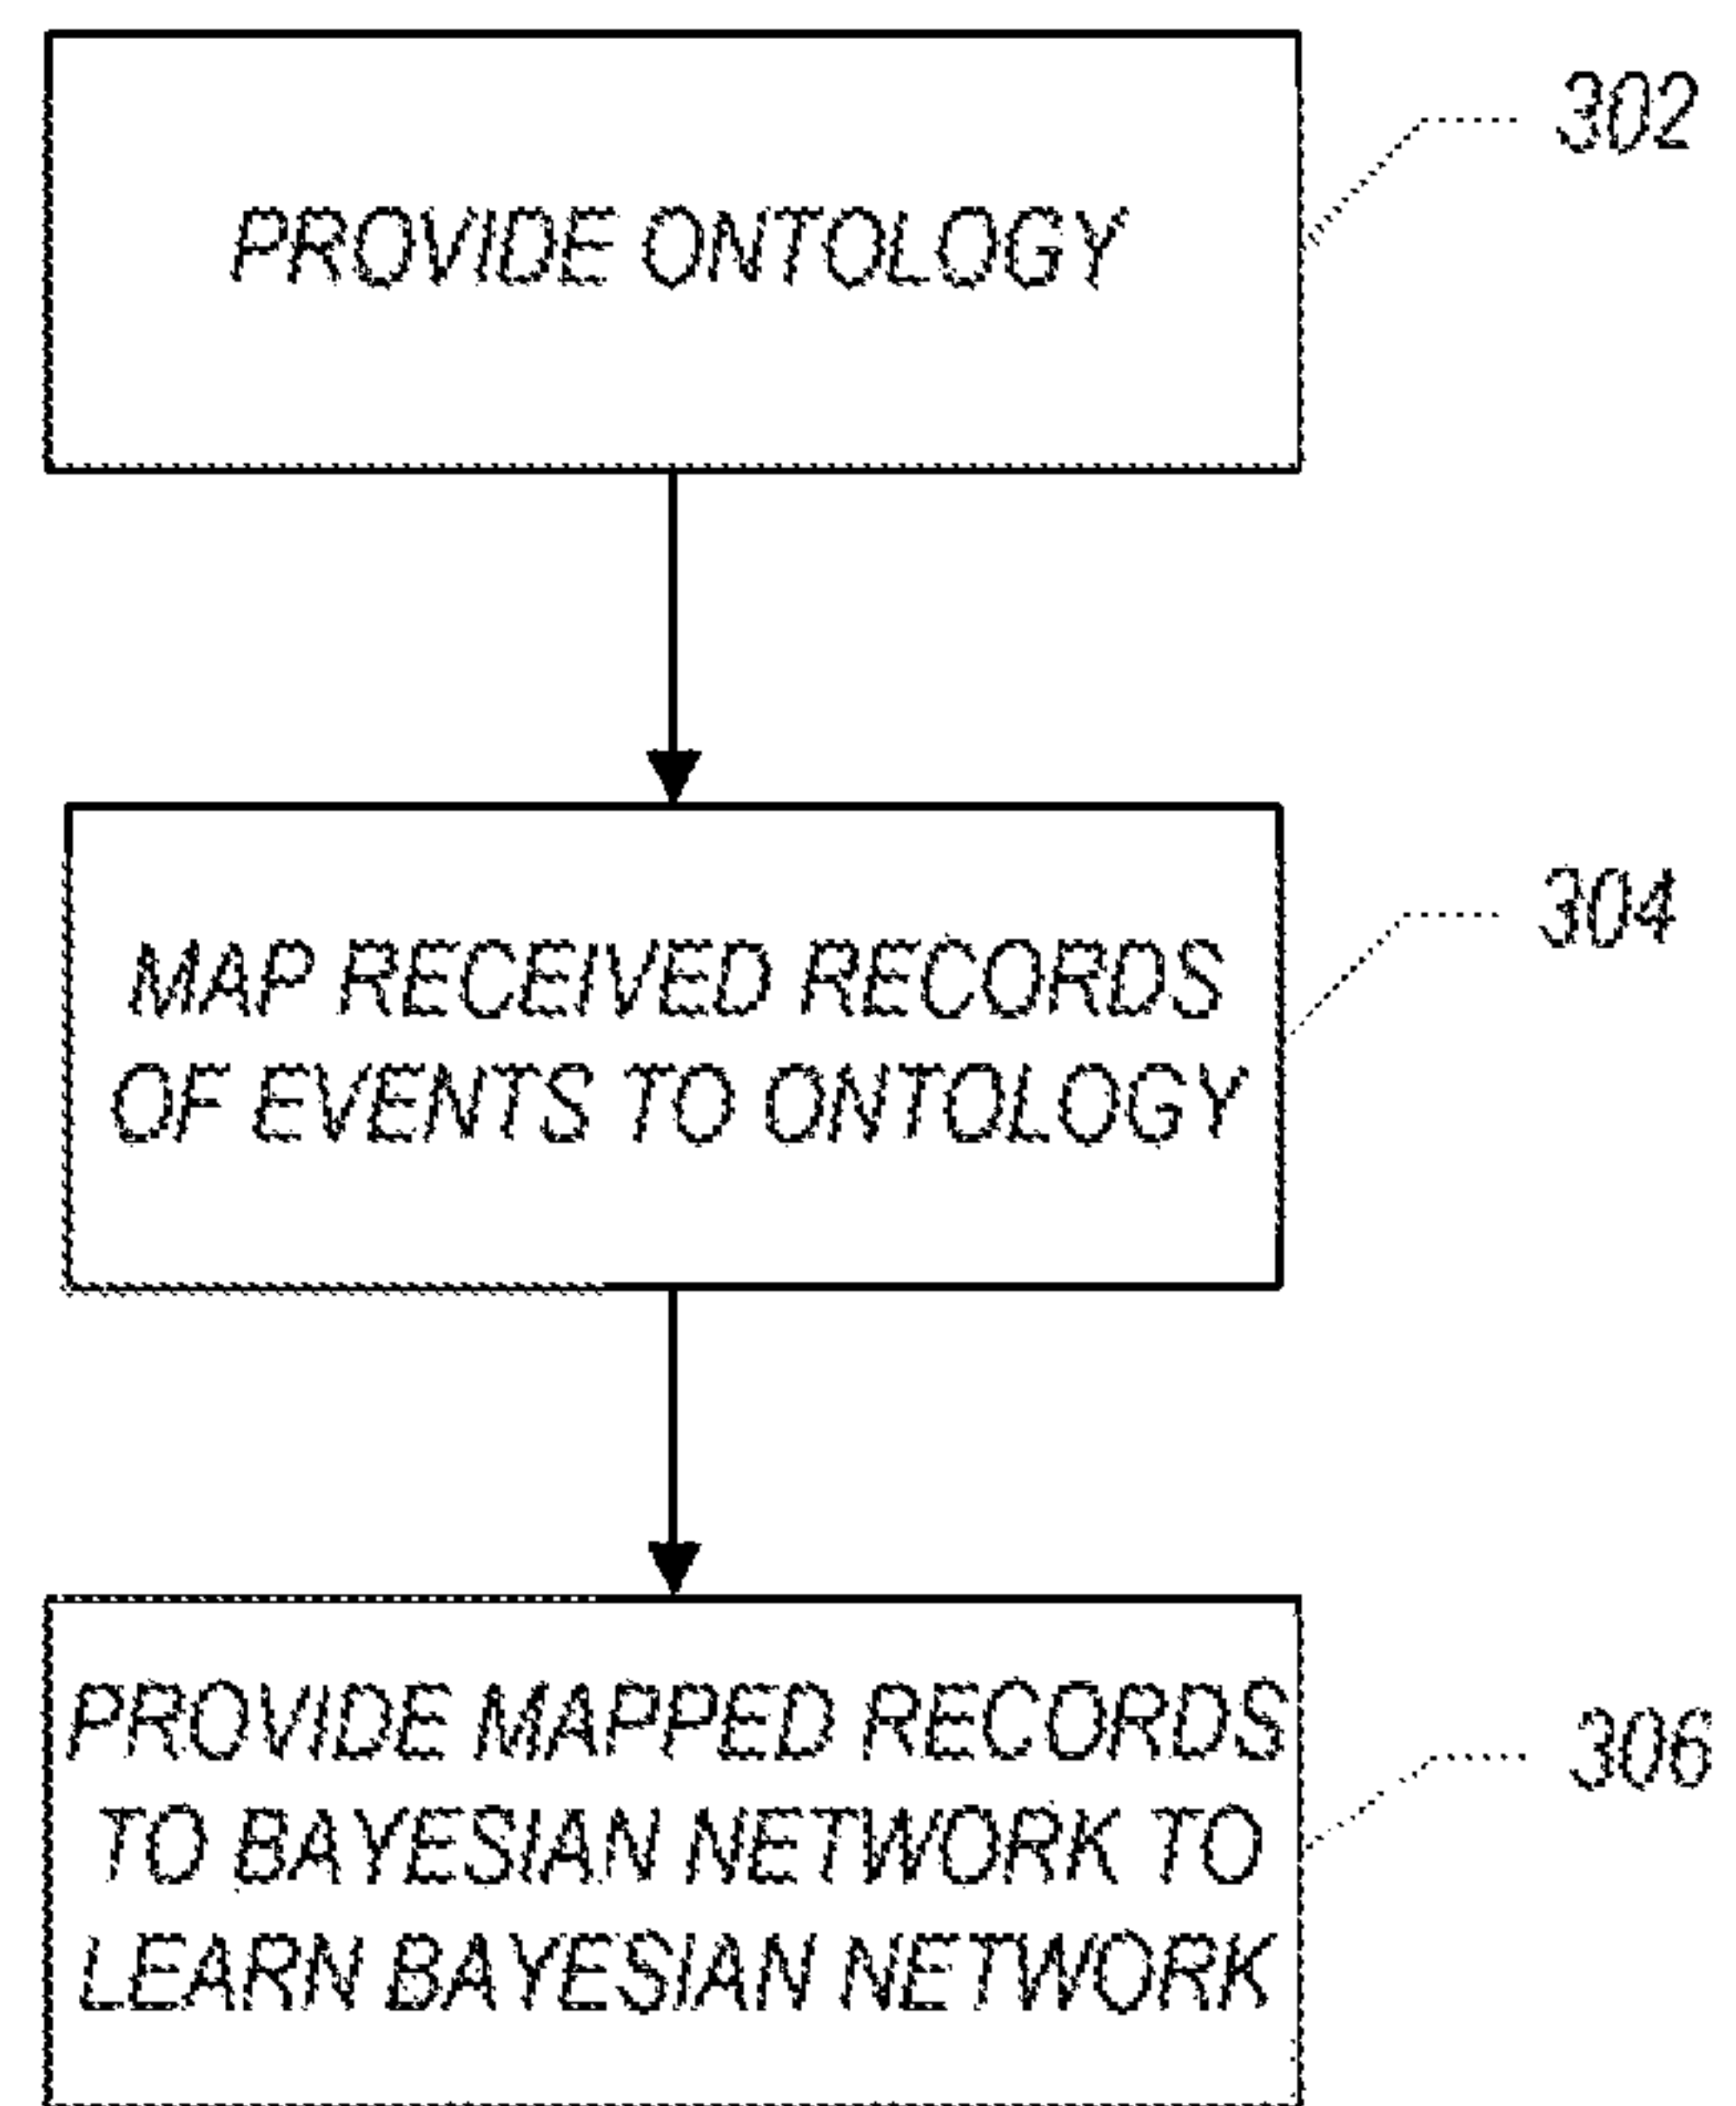 PROVIDE ONTOLOGY
302
MAP RECEIVED RECORDS
OF EVENTS TO ONTOLOGY
304
PROVIDE MAPPED RECORDS
TO BAYESIAN NETWORK TO
LEARN BAYESIAN NETWORK
306